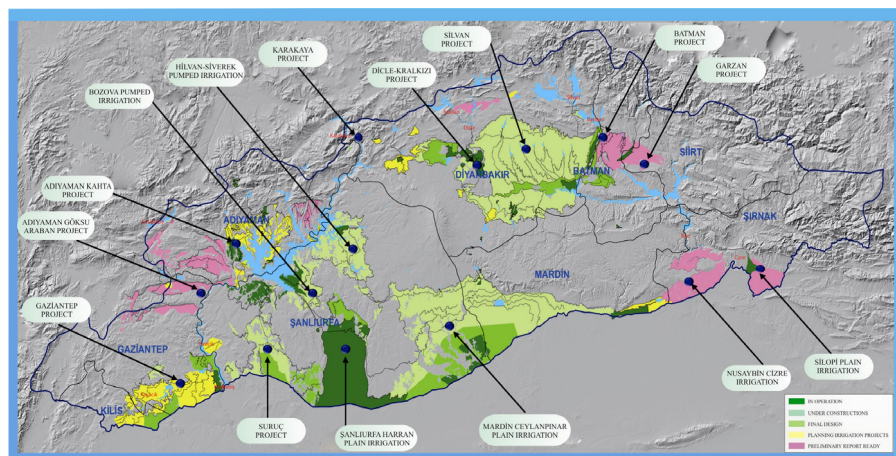 SİLVAN
PROJECT
BATMAN
PROJECT
KARAKAYA
PROJECT
HİLVAN-SİVEREK
PUMPED IRRIGATION
DİCLE-KRALKIZI
PROJECT
GARZAN
PROJECT
BOZOVA PUMPED
IRRIGATION
ADIYAMAN KAHTA
PROJECT
ADIYAMAN GÖKSU
ARABAN PROJECT
GAZİANTEP
PROJECT
SİİRT
DİYARBAKIR
BATMAN
ADIYAMAN
ŞIRNAK
MARDİN
ŞANLIURFA
GAZİANTEP
KİLİS
SURUÇ
PROJECT
ŞANLIURFA HARRAN
PLAIN IRRIGATION
MARDİN CEYLANPINAR
PLAIN IRRIGATION
NUSAYBİN CİZRE
IRRIGATION
SİLOPİ PLAIN
IRRIGATION
IN OPERATION
UNDER CONSTRUCTIONS
FINAL DESIGN
PLANNING IRRIGATION PROJECTS
PRELIMINARY REPORT READY